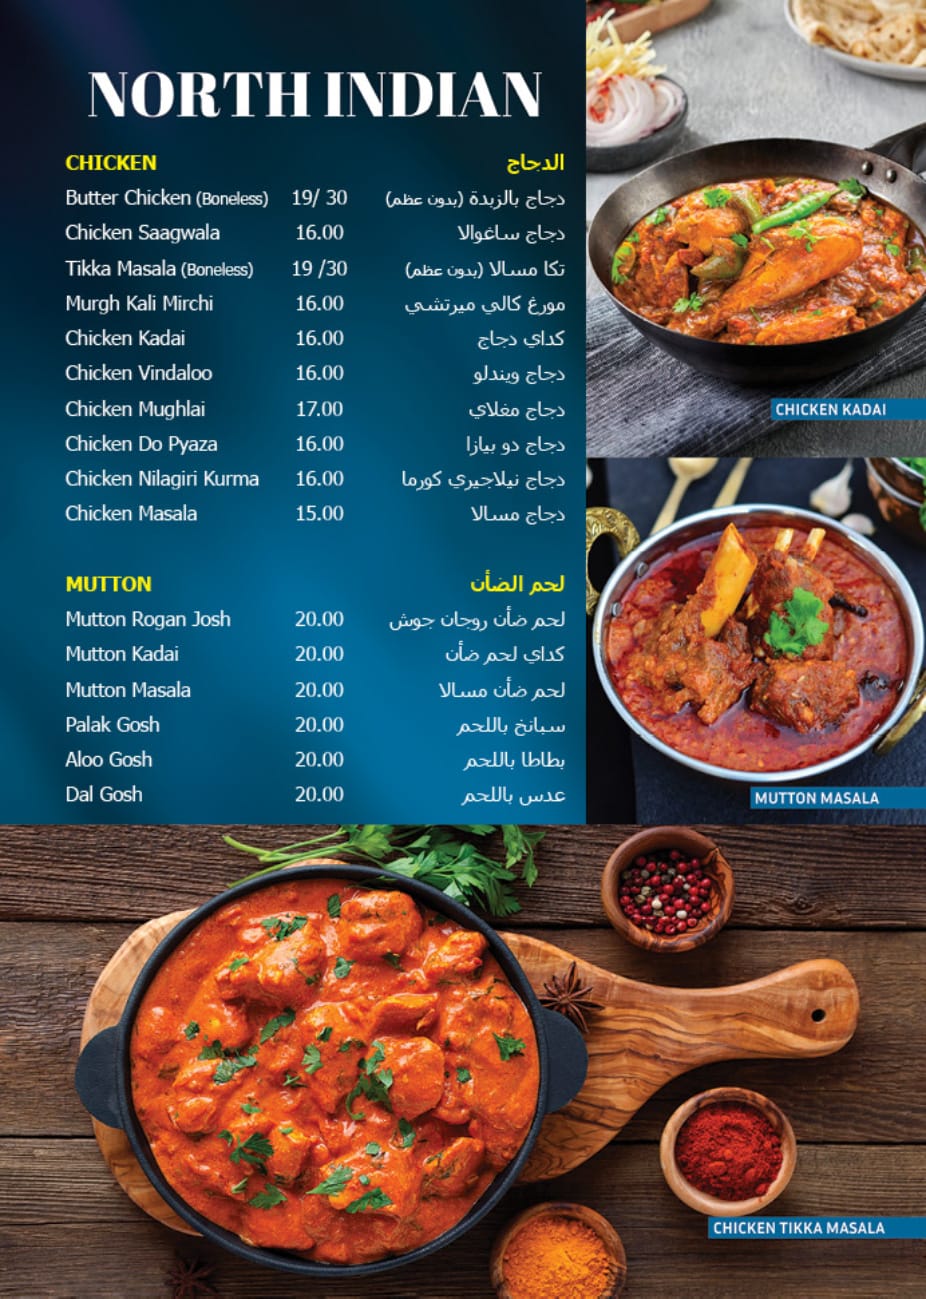 NORTH INDIAN
CHICKEN الدجاج
Butter Chicken (Boneless) 19/ 30 دجاج بالزبدة (بدون عظم)
Chicken Saagwala 16.00 دجاج ساغوالا
Tikka Masala (Boneless) 19 /30 تكا مسالا (بدون عظم)
Murgh Kali Mirchi 16.00 مورغ كالي ميرتشي
Chicken Kadai 16.00 كداي دجاج
Chicken Vindaloo 16.00 دجاج ويندلو
Chicken Mughlai 17.00 دجاج مغلاي
Chicken Do Pyaza 16.00 دجاج دو بيازا
Chicken Nilagiri Kurma 16.00 دجاج نيلاجيري كورما
Chicken Masala 15.00 دجاج مسالا
MUTTON لحم الضأن
Mutton Rogan Josh 20.00 لحم ضأن روجان جوش
Mutton Kadai 20.00 كداي لحم ضأن
Mutton Masala 20.00 لحم ضأن مسالا
Palak Gosh 20.00 سبانخ باللحم
Aloo Gosh 20.00 بطاطا باللحم
Dal Gosh 20.00 عدس باللحم
CHICKEN KADAI
MUTTON MASALA
CHICKEN TIKKA MASALA